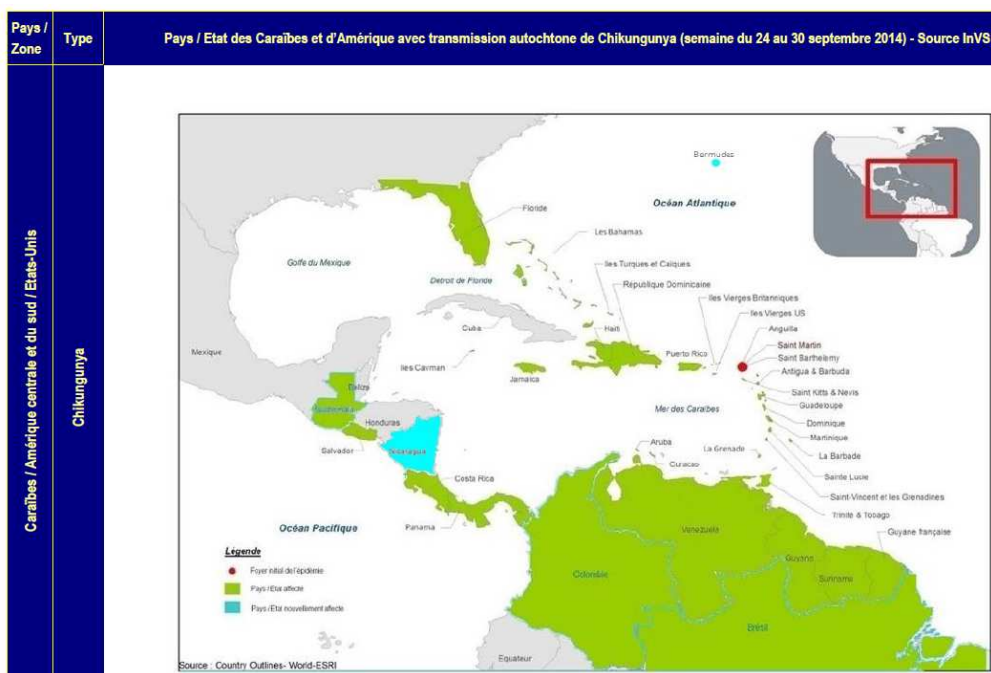 Pays /
Zone
Type
Pays / Etat des Caraïbes et d'Amérique avec transmission autochtone de Chikungunya (semaine du 24 au 30 septembre 2014) - Source InVS
Caraïbes / Amérique centrale et du sud / Etats-Unis
Chikungunya
Bermudes
Océan Atlantique
Floride
Les Bahamas
Golfe du Mexique
Iles Turques et Caïques
Détroit de Floride
République Dominicaine
Iles Vierges Britanniques
Iles Vierges US
Cuba
Haïti
Anguilla
Saint Martin
Mexique
Puerto Rico
Saint Barthelemy
Iles Cayman
Antigua & Barbuda
Jamaica
Belize
Saint Kitts & Nevis
Guadeloupe
Guatemala
Mer des Caraïbes
Honduras
Dominique
Martinique
Salvador
Nicaragua
Aruba
La Grenade
La Barbade
Curacao
Sainte Lucie
Costa Rica
Saint-Vincent et les Grenadines
Trinite & Tobago
Océan Pacifique
Panama
Venezuela
Guyane française
Légende
Guyana
Foyer initial de l'épidémie
Colombie
Suriname
Pays / Etat affecte
Pays / Etat nouvellement affecte
Brésil
Equateur
Source : Country Outlines- World-ESRI